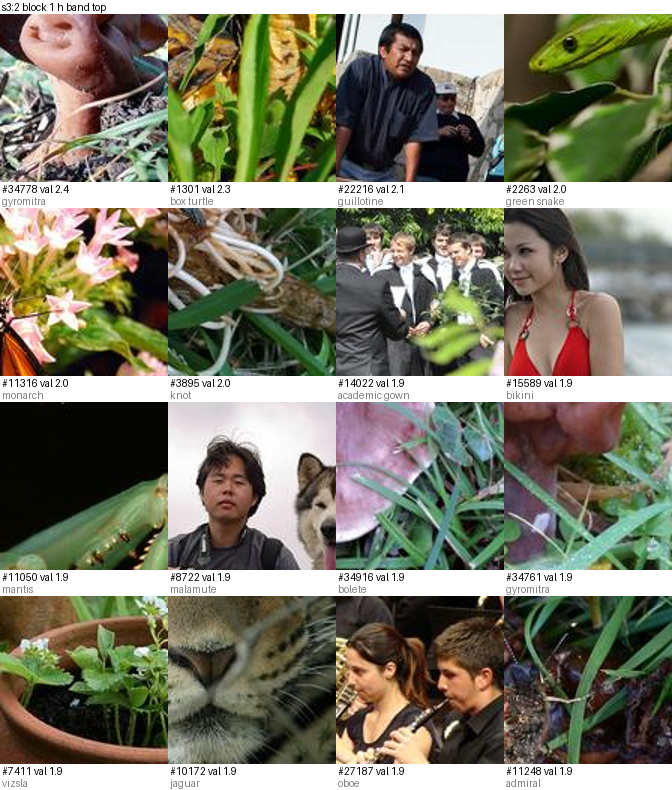 s3:2 block 1 h band top
#34778 val 2.4
gyromitra
#1301 val 2.3
box turtle
#22216 val 2.1
guillotine
#2263 val 2.0
green snake
#11316 val 2.0
monarch
#3895 val 2.0
knot
#14022 val 1.9
academic gown
#15589 val 1.9
bikini
#11050 val 1.9
mantis
#8722 val 1.9
malamute
#34916 val 1.9
bolete
#34761 val 1.9
gyromitra
#7411 val 1.9
vizsla
#10172 val 1.9
jaguar
#27187 val 1.9
oboe
#11248 val 1.9
admiral